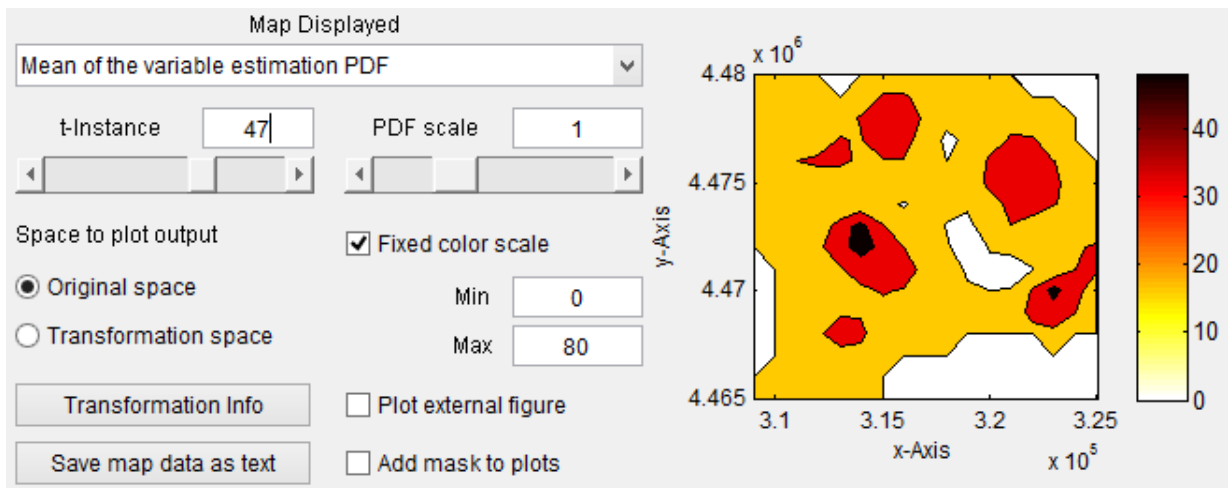 Map Displayed
Mean of the variable estimation PDF
t-Instance 47 PDF scale 1
Space to plot output
Fixed color scale
Original space
Min 0
Transformation space
Max 80
Transformation Info
Plot external figure
Save map data as text
Add mask to plots
x 10^6
4.48
4.475
4.47
4.465
y-Axis
3.1 3.15 3.2 3.25
x-Axis
x 10^5
40
30
20
10
0